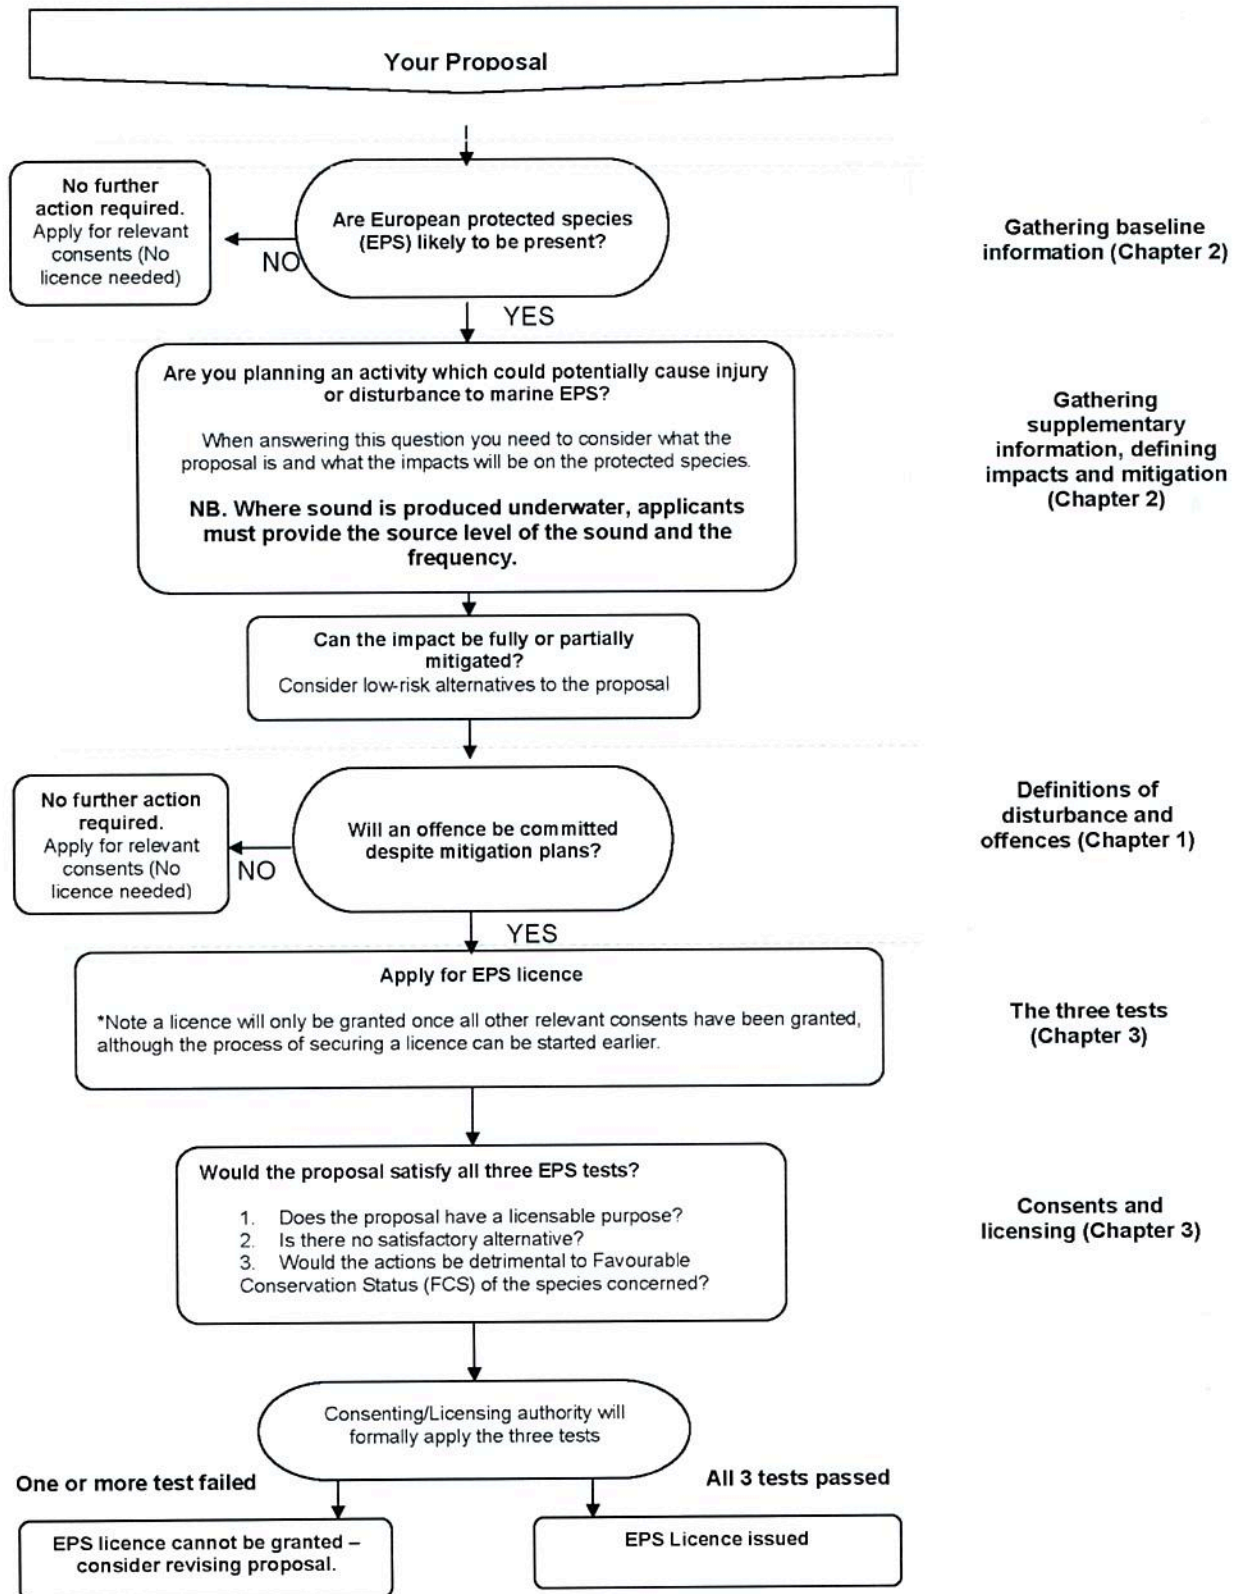 Your Proposal
No further
action required.
Apply for relevant
consents (No
licence needed)
NO
Are European protected species
(EPS) likely to be present?
Gathering baseline
information (Chapter 2)
YES
Are you planning an activity which could potentially cause injury
or disturbance to marine EPS?
When answering this question you need to consider what the
proposal is and what the impacts will be on the protected species.
NB. Where sound is produced underwater, applicants
must provide the source level of the sound and the
frequency.
Gathering
supplementary
information, defining
impacts and mitigation
(Chapter 2)
Can the impact be fully or partially
mitigated?
Consider low-risk alternatives to the proposal
No further action
required.
Apply for relevant
consents (No
licence needed)
NO
Will an offence be committed
despite mitigation plans?
Definitions of
disturbance and
offences (Chapter 1)
YES
Apply for EPS licence
*Note a licence will only be granted once all other relevant consents have been granted,
although the process of securing a licence can be started earlier.
The three tests
(Chapter 3)
Would the proposal satisfy all three EPS tests?
1. Does the proposal have a licensable purpose?
2. Is there no satisfactory alternative?
3. Would the actions be detrimental to Favourable
Conservation Status (FCS) of the species concerned?
Consents and
licensing (Chapter 3)
Consenting/Licensing authority will
formally apply the three tests
One or more test failed
All 3 tests passed
EPS licence cannot be granted –
consider revising proposal.
EPS Licence issued